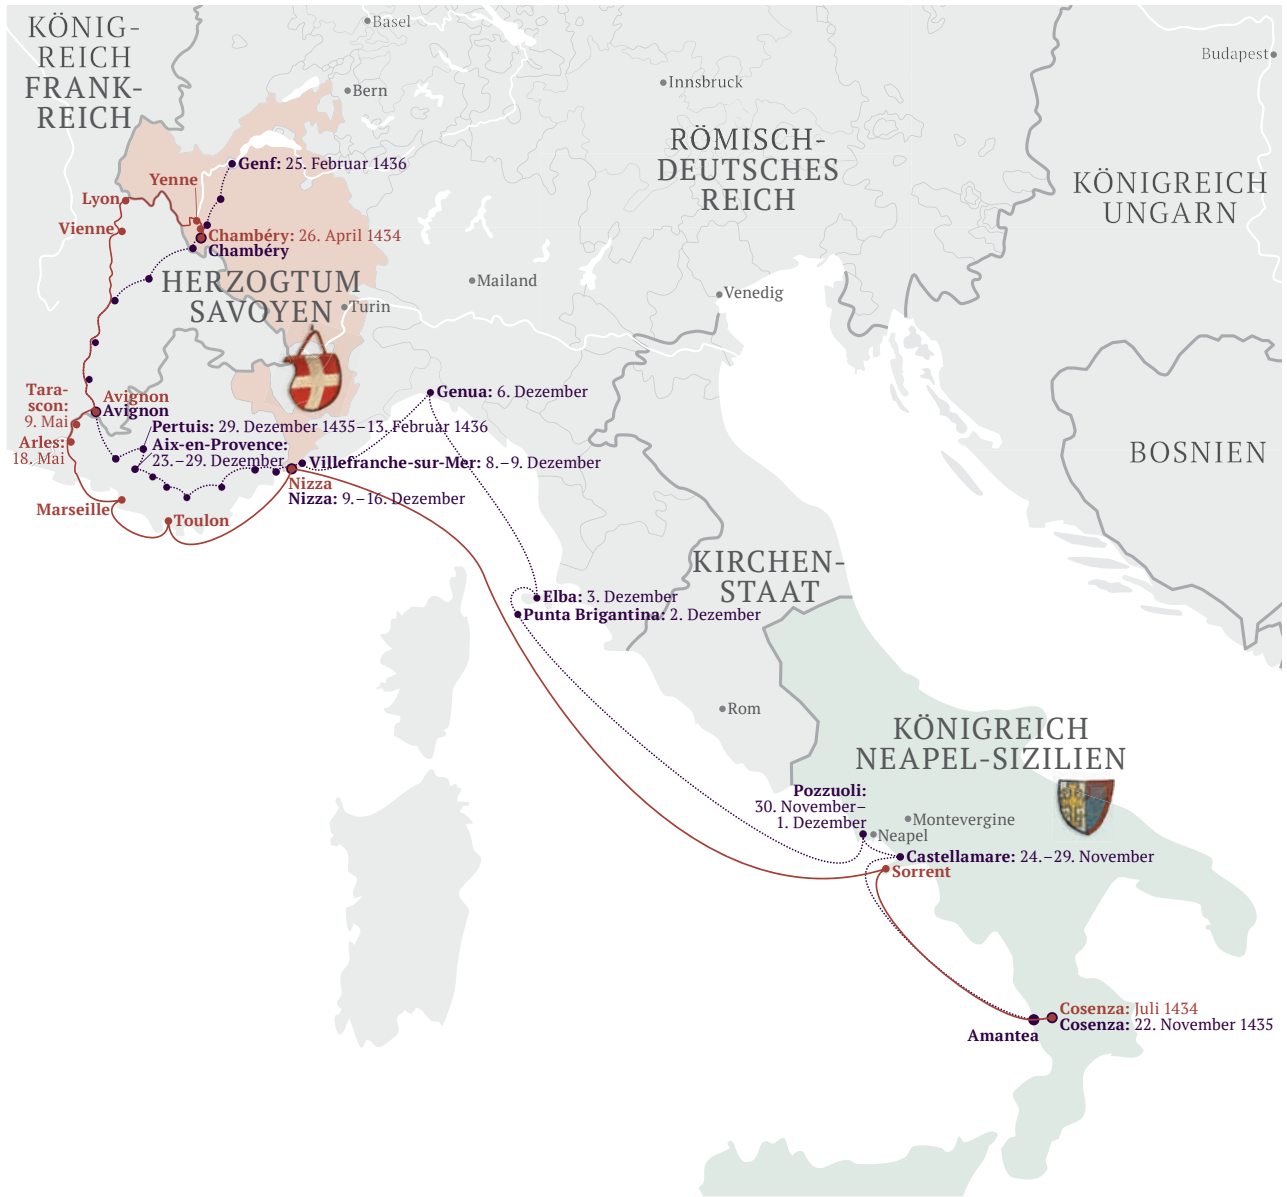 KÖNIG-
REICH
FRANK-
REICH
Basel
Bern
Innsbruck
Budapest
RÖMISCH-
DEUTSCHES
REICH
KÖNIGREICH
UNGARN
Genf: 25. Februar 1436
Yenne
Lyon
Vienne
Chambéry: 26. April 1434
Chambéry
HERZOGTUM
SAVOYEN
Turin
Mailand
Venedig
Tara-
scon:
9. Mai
Arles:
18. Mai
Avignon
Avignon
Pertuis: 29. Dezember 1435–13. Februar 1436
Aix-en-Provence:
23.–29. Dezember
Genua: 6. Dezember
Villefranche-sur-Mer: 8.–9. Dezember
Nizza
Nizza: 9.–16. Dezember
Marseille
Toulon
BOSNIEN
KIRCHEN-
STAAT
Elba: 3. Dezember
Punta Brigantina: 2. Dezember
Rom
KÖNIGREICH
NEAPEL-SIZILIEN
Pozzuoli:
30. November–
1. Dezember
Montevergine
Neapel
Castellamare: 24.–29. November
Sorrent
Cosenza: Juli 1434
Cosenza: 22. November 1435
Amantea